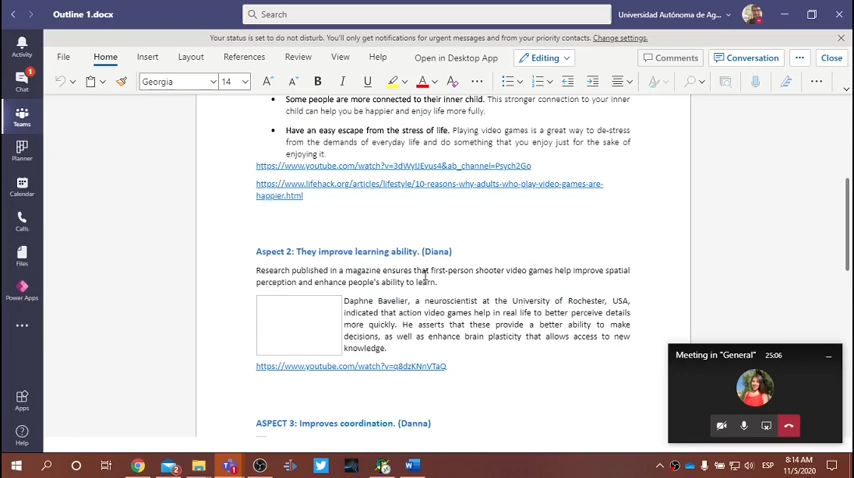 Outline 1.docx
Search
Universidad Autónoma de Ag...
Your status is set to do not disturb. You'll only get notifications for urgent messages and from your priority contacts. Change settings.
File Home Insert Layout References Review View Help Open in Desktop App Editing Comments Conversation ... Close
Georgia 14
Activity
Chat
1
Teams
Planner
Calendar
Calls
Files
Power Apps
Apps
Help
• Some people are more connected to their inner child. This stronger connection to your inner
child can help you be happier and enjoy life more fully.
• Have an easy escape from the stress of life. Playing video games is a great way to de-stress
from the demands of everyday life and do something that you enjoy just for the sake of
enjoying it.
https://www.youtube.com/watch?v=3dWyIJEvus4&ab_channel=Psych2Go
https://www.lifehack.org/articles/lifestyle/10-reasons-why-adults-who-play-video-games-are-
happier.html
Aspect 2: They improve learning ability. (Diana)
Research published in a magazine ensures that first-person shooter video games help improve spatial
perception and enhance people's ability to learn.
Daphne Bavelier, a neuroscientist at the University of Rochester, USA,
indicated that action video games help in real life to better perceive details
more quickly. He asserts that these provide a better ability to make
decisions, as well as enhance brain plasticity that allows access to new
knowledge.
https://www.youtube.com/watch?v=q8dzKNnVTaQ
ASPECT 3: Improves coordination. (Danna)
Meeting in "General" 25:06
ESP
8:14 AM
11/5/2020